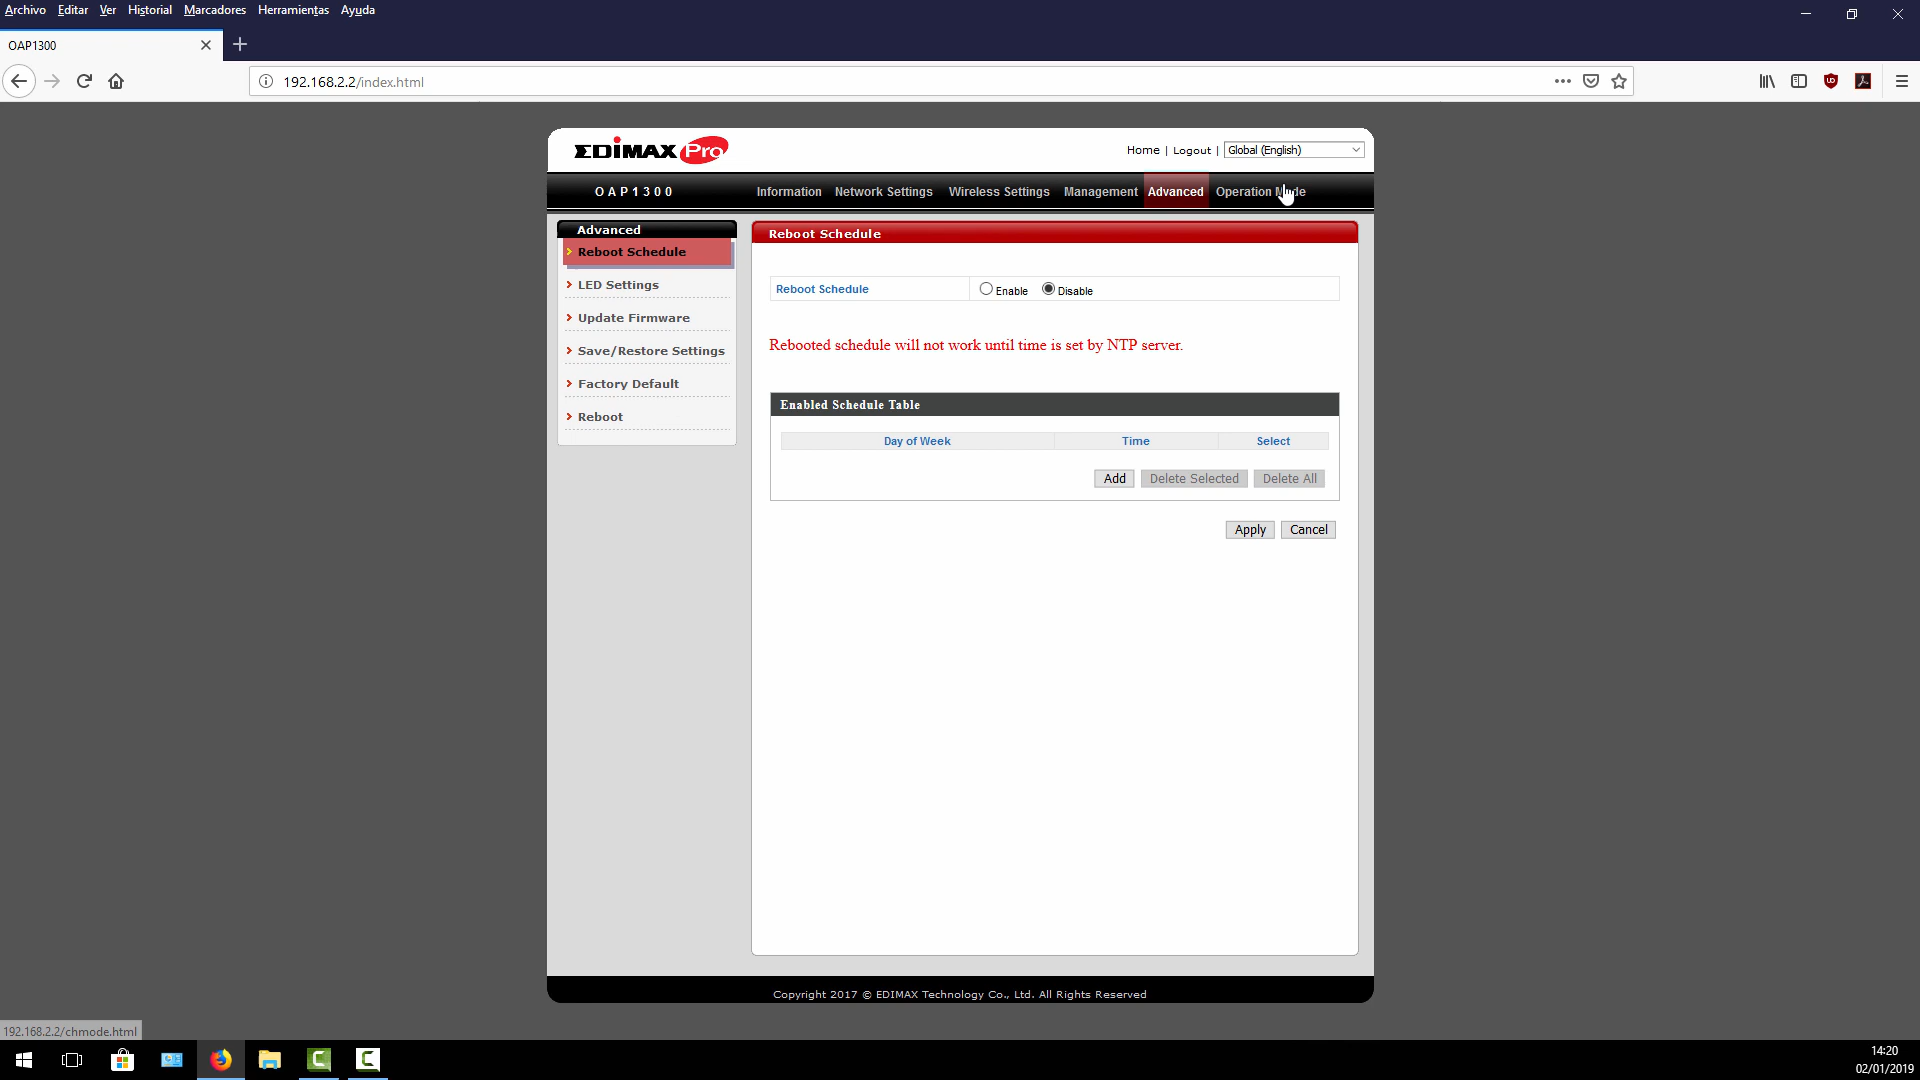 Archivo Editar Ver Historial Marcadores Herramientas Ayuda
OAP1300
192.168.2.2/index.html
EDIMAX Pro
Home | Logout | Global (English)
OAP1300 Information Network Settings Wireless Settings Management Advanced Operation
Advanced
Reboot Schedule
LED Settings
Update Firmware
Save/Restore Settings
Factory Default
Reboot
Reboot Schedule
Reboot Schedule Enable Disable
Rebooted schedule will not work until time is set by NTP server.
Enabled Schedule Table
Day of Week Time Select
Add Delete Selected Delete All
Apply Cancel
Copyright 2017 © EDIMAX Technology Co., Ltd. All Rights Reserved
192.168.2.2/chmode.html
14:20
02/01/2019